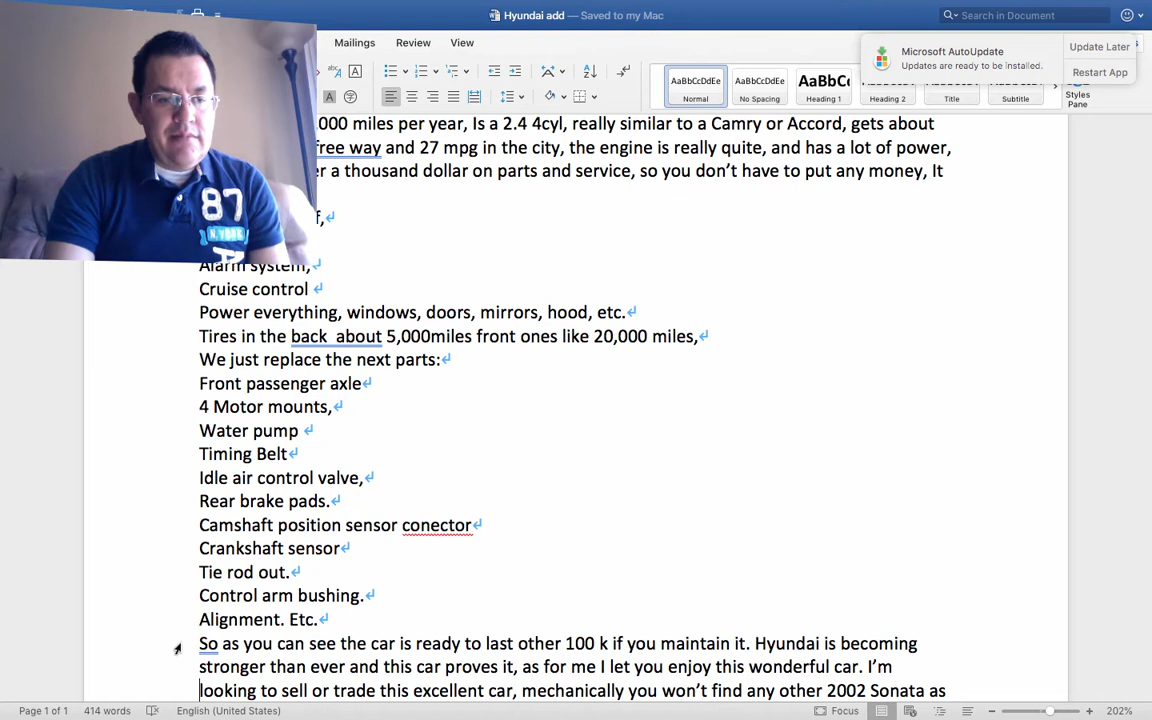 Hyundai add — Saved to my Mac
Search in Document
Mailings Review View
Microsoft AutoUpdate
Updates are ready to be installed.
Update Later
Restart App
AaBbCcDdEe AaBbCcDdEe AaBbCc AaBbCcDdEe
Normal No Spacing Heading 1 Heading 2 Title Subtitle
Styles
Pane
000 miles per year, Is a 2.4 4cyl, really similar to a Camry or Accord, gets about
free way and 27 mpg in the city, the engine is really quite, and has a lot of power,
er a thousand dollar on parts and service, so you don’t have to put any money, It
f,
Alarm system,
Cruise control
Power everything, windows, doors, mirrors, hood, etc.
Tires in the back  about 5,000miles front ones like 20,000 miles,
We just replace the next parts:
Front passenger axle
4 Motor mounts,
Water pump
Timing Belt
Idle air control valve,
Rear brake pads.
Camshaft position sensor conector
Crankshaft sensor
Tie rod out.
Control arm bushing.
Alignment. Etc.
So as you can see the car is ready to last other 100 k if you maintain it. Hyundai is becoming
stronger than ever and this car proves it, as for me I let you enjoy this wonderful car. I’m
looking to sell or trade this excellent car, mechanically you won’t find any other 2002 Sonata as
Page 1 of 1 414 words English (United States) Focus 202%
87
N.YORK